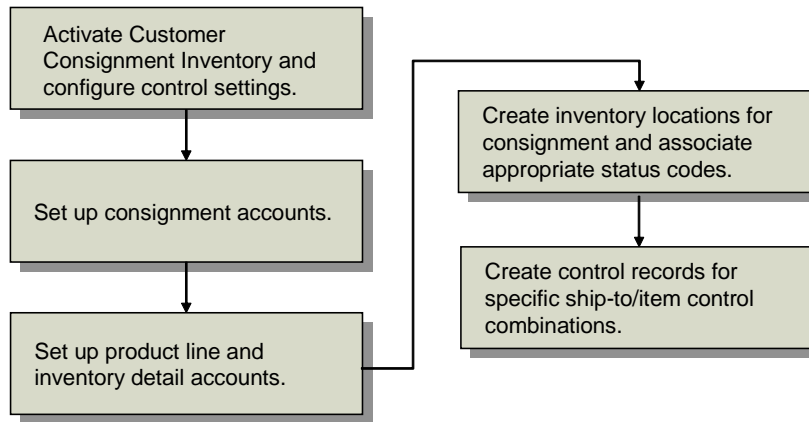 Activate Customer
Consignment Inventory and
configure control settings.
Set up consignment accounts.
Set up product line and
inventory detail accounts.
Create inventory locations for
consignment and associate
appropriate status codes.
Create control records for
specific ship-to/item control
combinations.